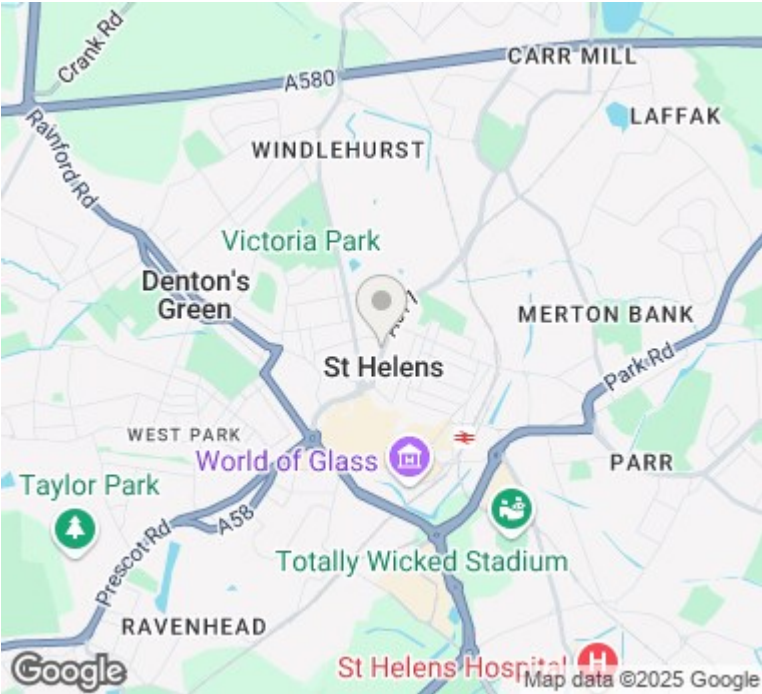 Crank Rd
CARR MILL
A580
LAFFAK
Rainford Rd
WINDLEHURST
Victoria Park
Denton's
Green
MERTON BANK
St Helens
Park Rd
WEST PARK
World of Glass
PARR
Taylor Park
A58
Prescot Rd
Totally Wicked Stadium
RAVENHEAD
St Helens Hospital
H
Google
Map data ©2025 Google